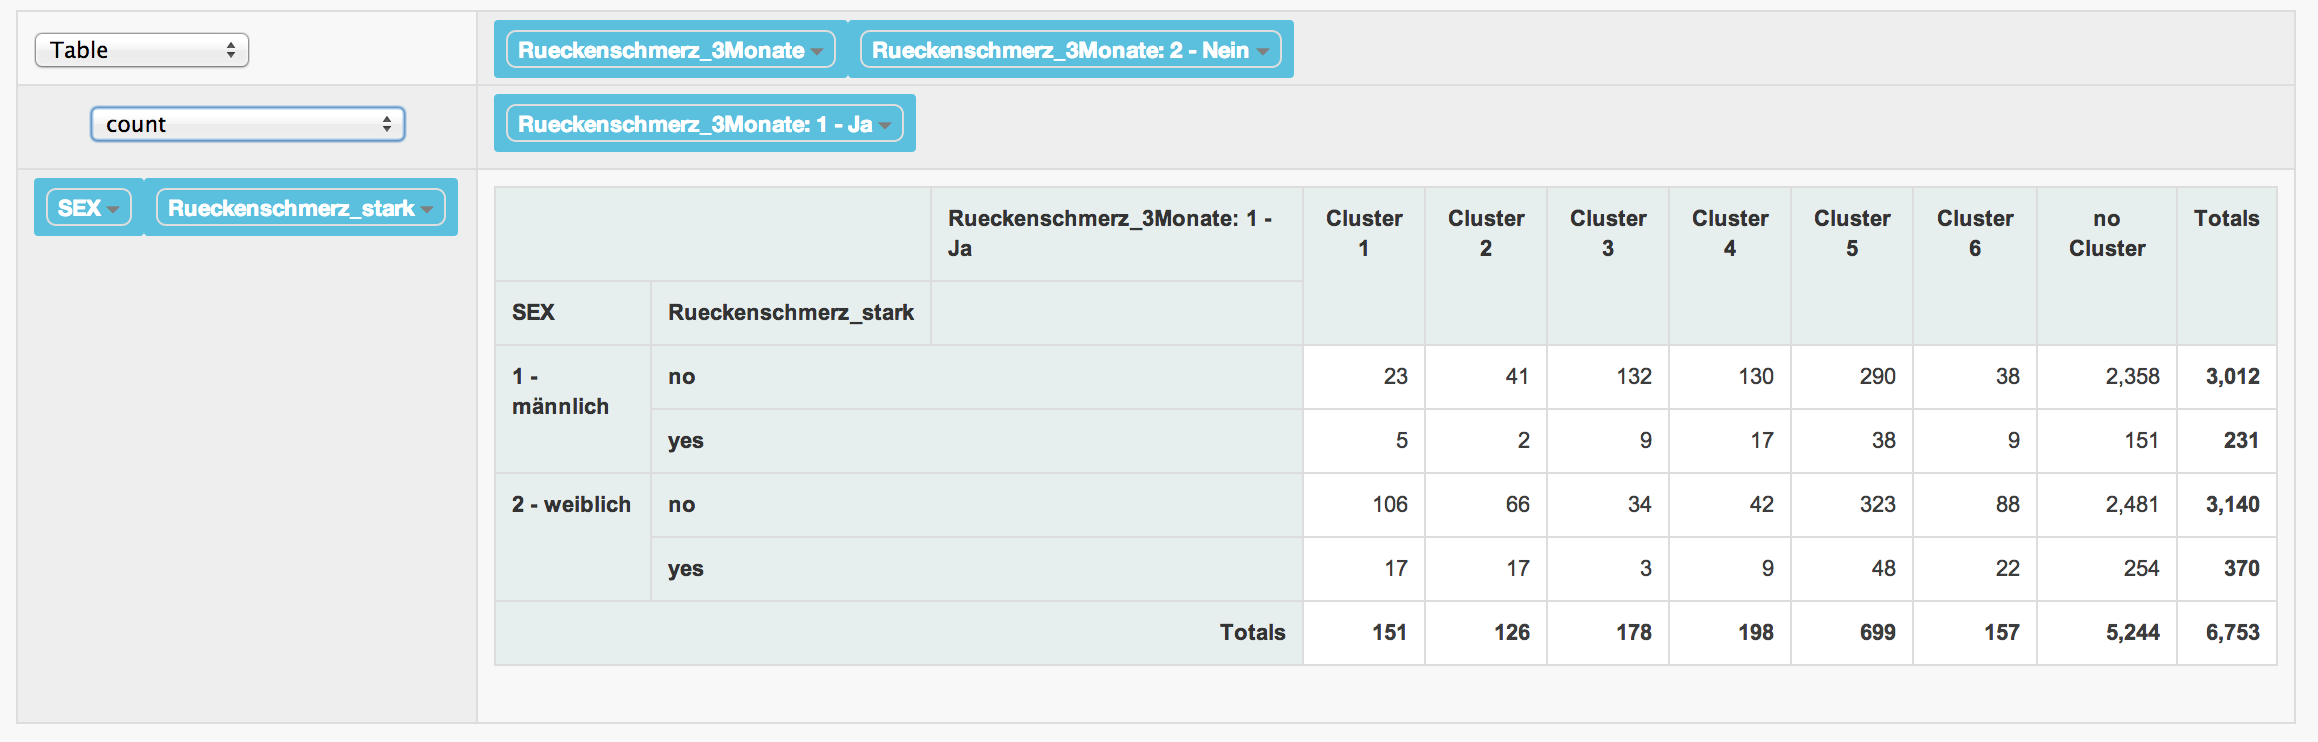 Table
Rueckenschmerz_3Monate
Rueckenschmerz_3Monate: 2 - Nein
count
Rueckenschmerz_3Monate: 1 - Ja
SEX
Rueckenschmerz_stark
Rueckenschmerz_3Monate: 1 -
Ja
Cluster
1
Cluster
2
Cluster
3
Cluster
4
Cluster
5
Cluster
6
no
Cluster
Totals
SEX Rueckenschmerz_stark
1 -
männlich
no 23 41 132 130 290 38 2,358 3,012
yes 5 2 9 17 38 9 151 231
2 - weiblich no 106 66 34 42 323 88 2,481 3,140
yes 17 17 3 9 48 22 254 370
Totals 151 126 178 198 699 157 5,244 6,753